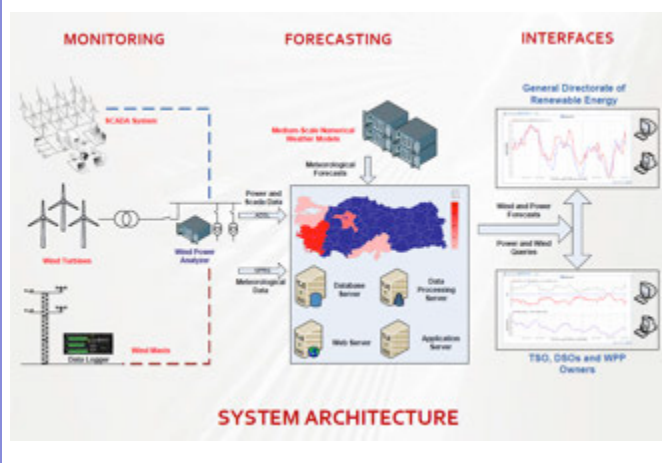 MONITORING
FORECASTING
INTERFACES
SCADA System
Wind Turbines
Wind Power
Analyzer
Data Logger
Wind Masts
Power and
Scada Data
ADSL
GPRS
Meteorological
Data
Medium-Scale Numerical
Weather Models
Meteorological
Forecasts
Database
Server
Data
Processing
Server
Web Server
Application
Server
General Directorate of
Renewable Energy
Wind and Power
Forecasts
Power and Wind
Queries
TSO, DSOs and WPP
Owners
SYSTEM ARCHITECTURE